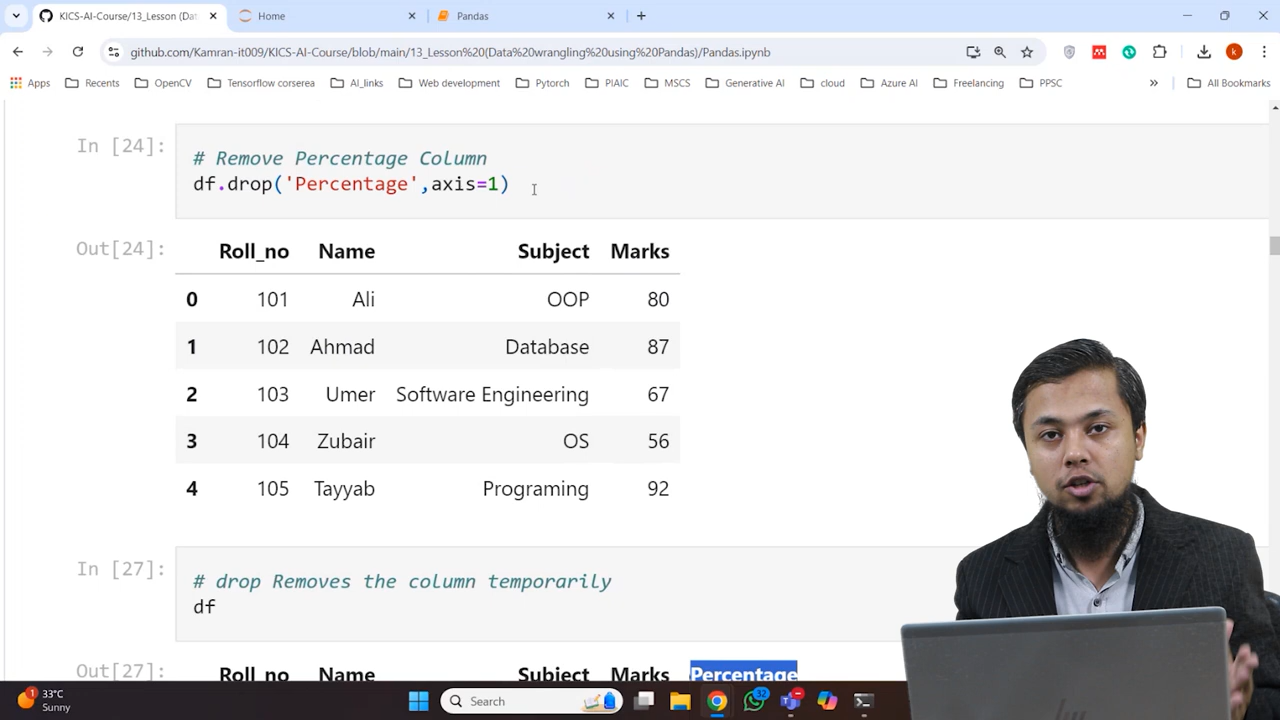 KICS-AI-Course/13_Lesson (Dat
Home
Pandas
github.com/Kamran-it009/KICS-AI-Course/blob/main/13_Lesson%20(Data%20wrangling%20using%20Pandas)/Pandas.ipynb
k
Apps
Recents
OpenCV
Tensorflow corserea
AI_links
Web development
Pytorch
PIAIC
MSCS
Generative AI
cloud
Azure AI
Freelancing
PPSC
All Bookmarks
In [24]:
# Remove Percentage Column
df.drop('Percentage',axis=1)
Out[24]:
Roll_no Name Subject Marks
0 101 Ali OOP 80
1 102 Ahmad Database 87
2 103 Umer Software Engineering 67
3 104 Zubair OS 56
4 105 Tayyab Programing 92
In [27]:
# drop Removes the column temporarily
df
Out[27]:
Roll_no Name Subject Marks Percentage
1
33°C
Sunny
Search
32